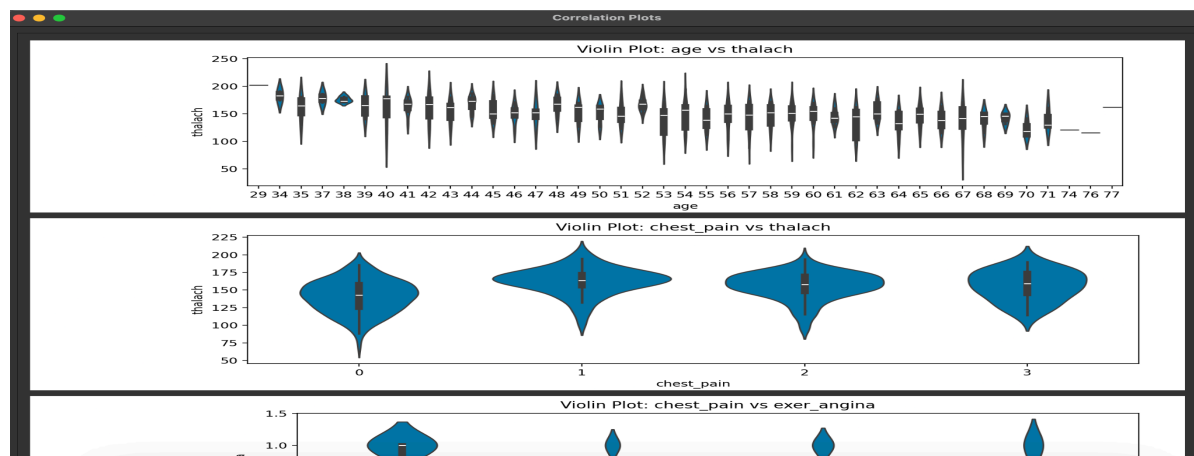 Correlation Plots
Violin Plot: age vs thalach
250
200
150
100
50
thalach
29 34 35 37 38 39 40 41 42 43 44 45 46 47 48 49 50 51 52 53 54 55 56 57 58 59 60 61 62 63 64 65 66 67 68 69 70 71 74 76 77
age
Violin Plot: chest_pain vs thalach
225
200
175
150
125
100
75
50
thalach
0 1 2 3
chest_pain
Violin Plot: chest_pain vs exer_angina
1.5
1.0